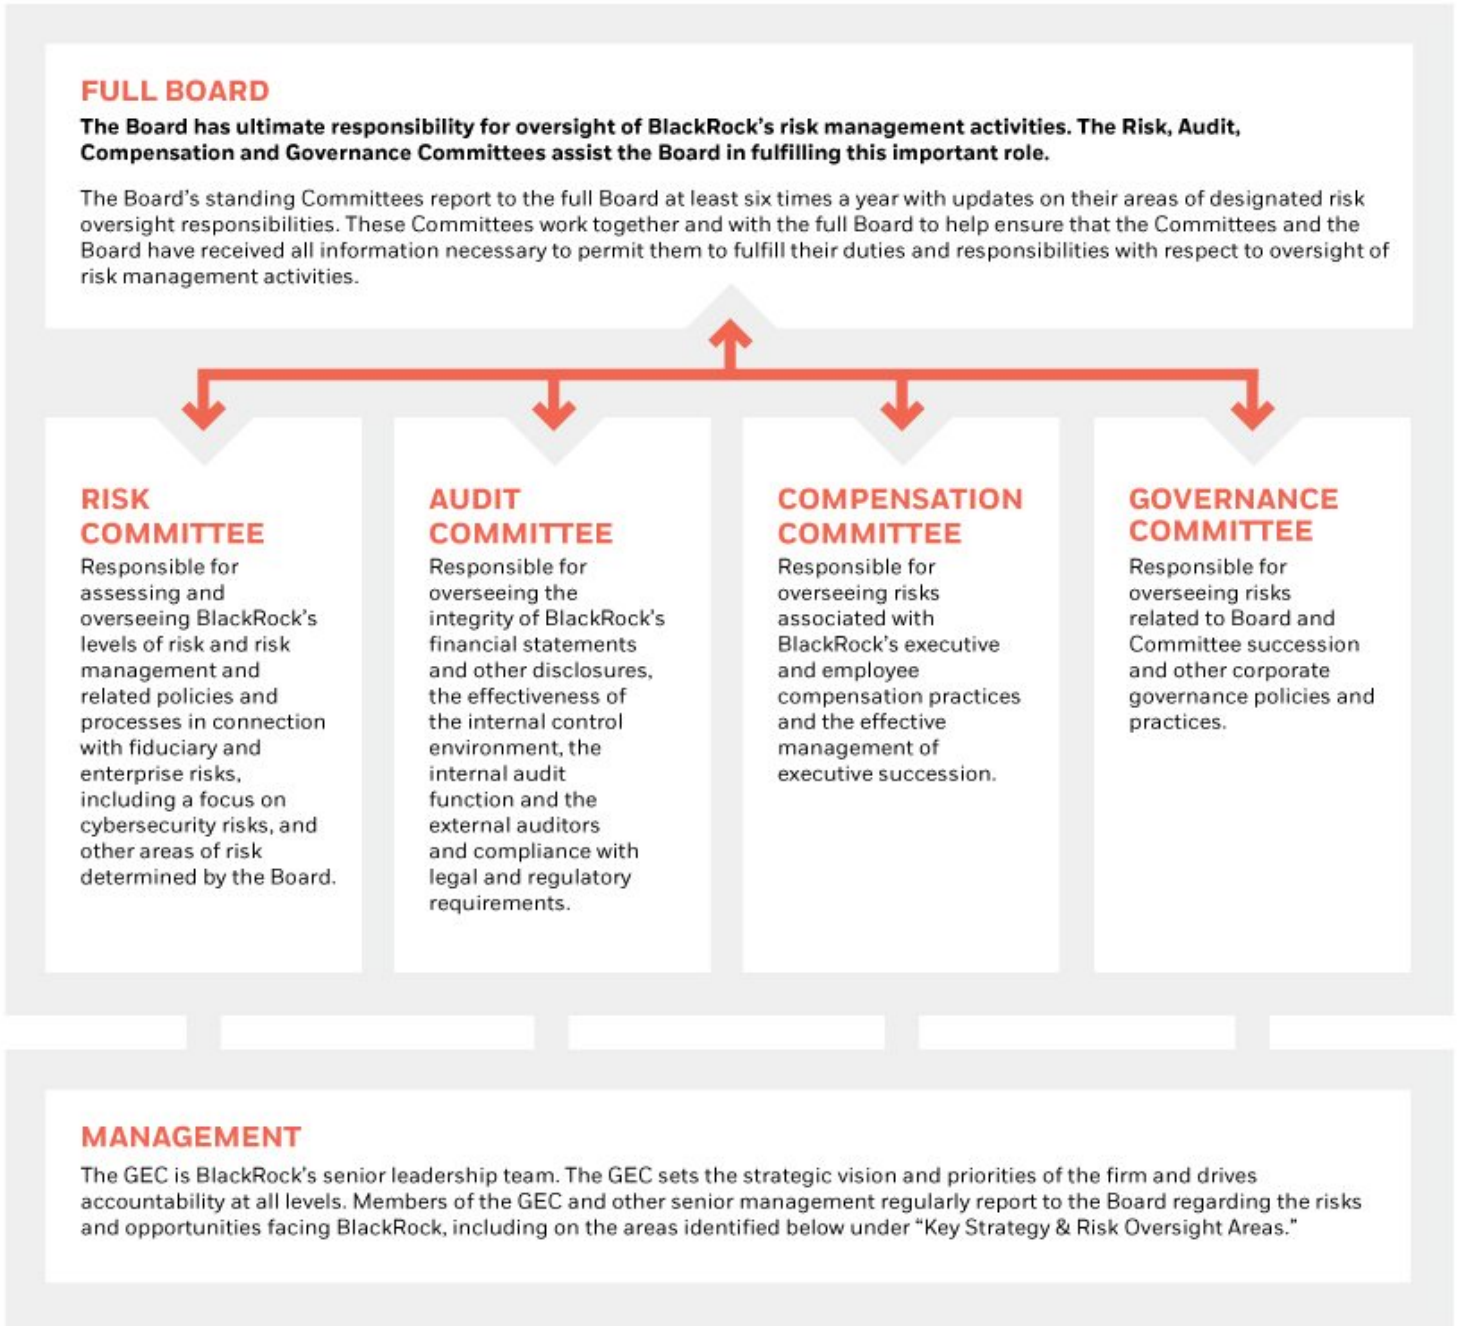 FULL BOARD
The Board has ultimate responsibility for oversight of BlackRock's risk management activities. The Risk, Audit,
Compensation and Governance Committees assist the Board in fulfilling this important role.
The Board's standing Committees report to the full Board at least six times a year with updates on their areas of designated risk
oversight responsibilities. These Committees work together and with the full Board to help ensure that the Committees and the
Board have received all information necessary to permit them to fulfill their duties and responsibilities with respect to oversight of
risk management activities.
RISK
COMMITTEE
Responsible for
assessing and
overseeing BlackRock's
levels of risk and risk
management and
related policies and
processes in connection
with fiduciary and
enterprise risks,
including a focus on
cybersecurity risks, and
other areas of risk
determined by the Board.
AUDIT
COMMITTEE
Responsible for
overseeing the
integrity of BlackRock's
financial statements
and other disclosures,
the effectiveness of
the internal control
environment, the
internal audit
function and the
external auditors
and compliance with
legal and regulatory
requirements.
COMPENSATION
COMMITTEE
Responsible for
overseeing risks
associated with
BlackRock's executive
and employee
compensation practices
and the effective
management of
executive succession.
GOVERNANCE
COMMITTEE
Responsible for
overseeing risks
related to Board and
Committee succession
and other corporate
governance policies and
practices.
MANAGEMENT
The GEC is BlackRock's senior leadership team. The GEC sets the strategic vision and priorities of the firm and drives
accountability at all levels. Members of the GEC and other senior management regularly report to the Board regarding the risks
and opportunities facing BlackRock, including on the areas identified below under "Key Strategy & Risk Oversight Areas."